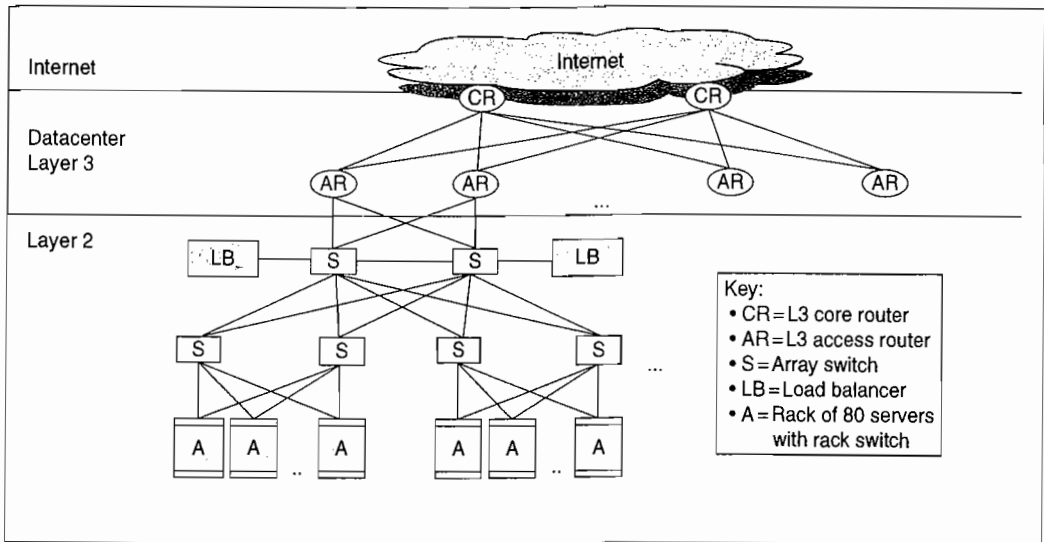 Internet
Internet
CR
CR
Datacenter
Layer 3
AR
AR
AR
AR
...
Layer 2
LB
S
S
LB
S
S
S
S
...
A
A
..
A
A
A
..
A
Key:
• CR=L3 core router
• AR=L3 access router
• S=Array switch
• LB=Load balancer
• A=Rack of 80 servers
with rack switch